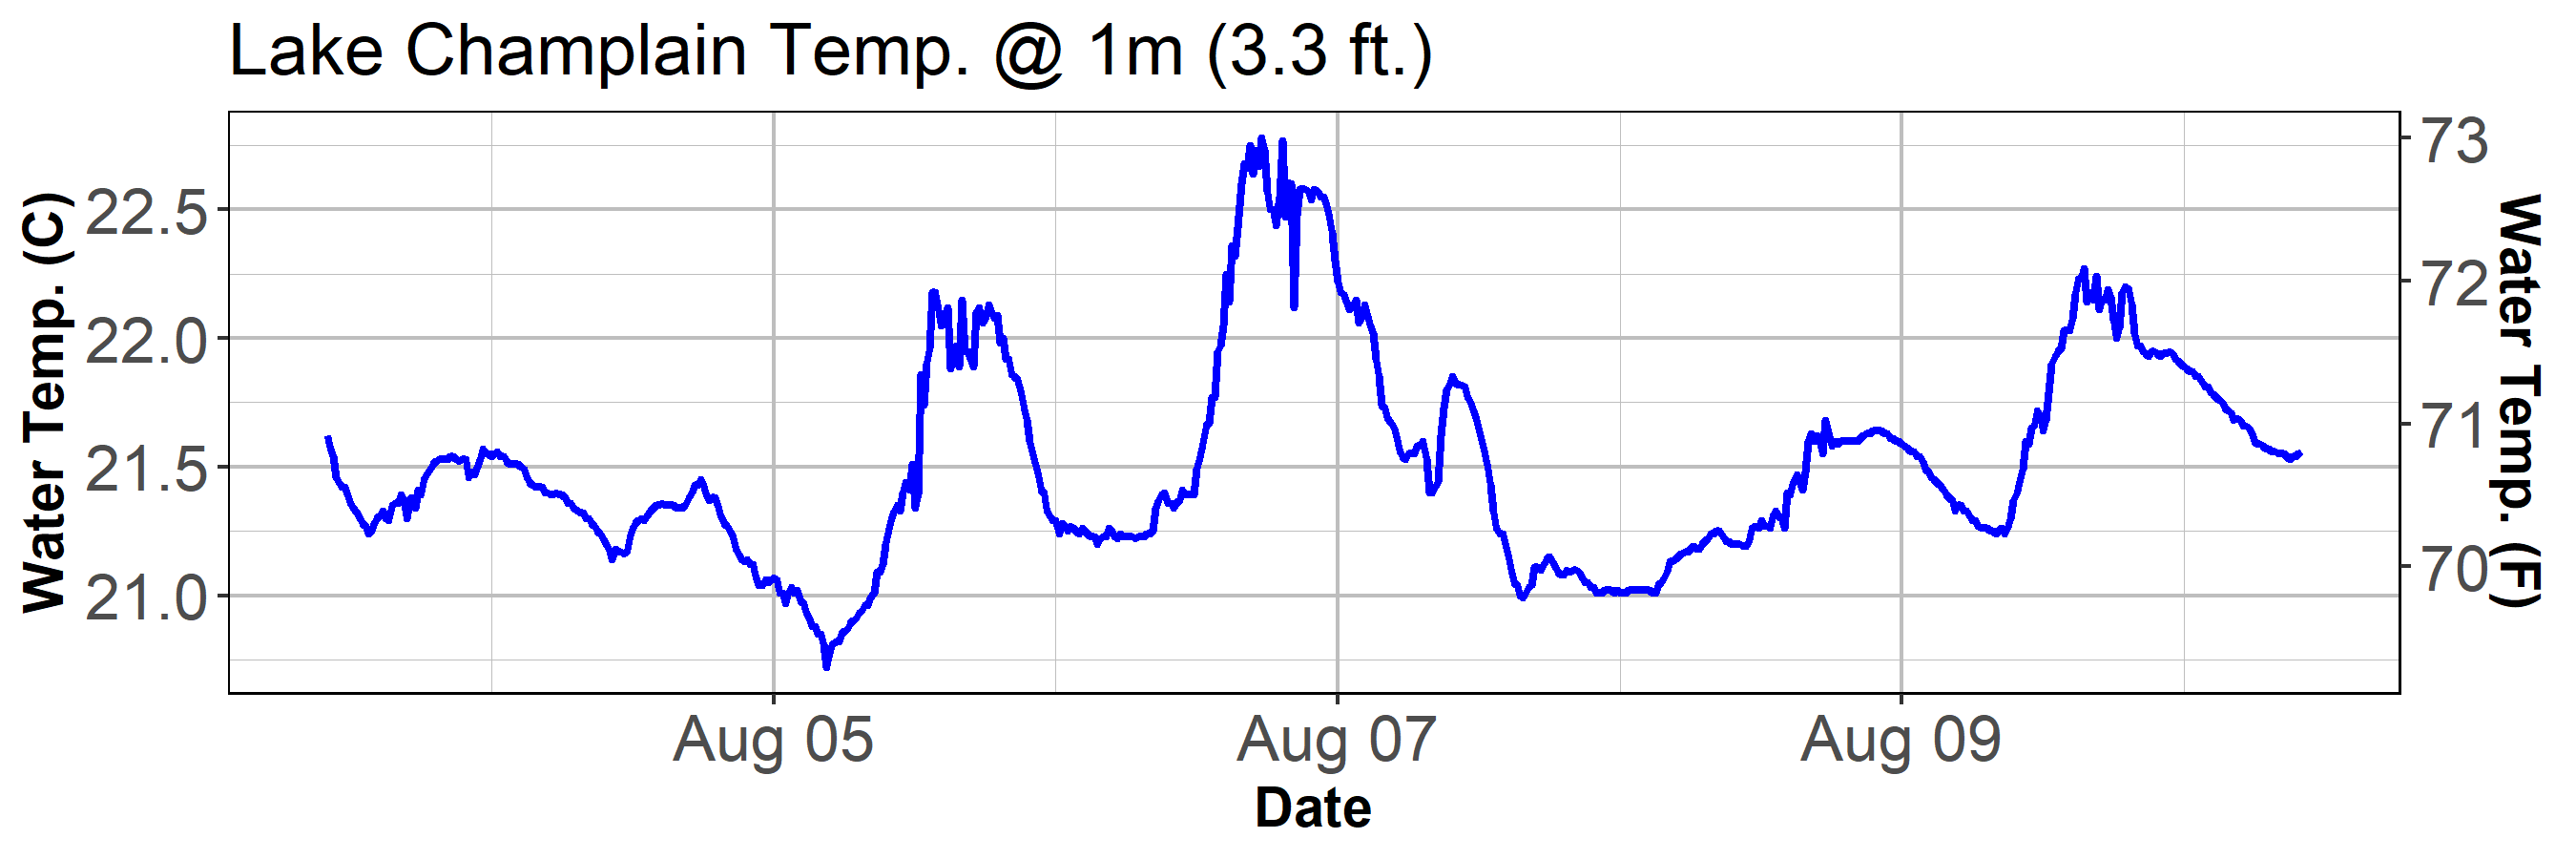 Lake Champlain Temp. @ 1m (3.3 ft.)
Water Temp. (C)
22.5
22.0
21.5
21.0
73
72
71
70
Water Temp. (F)
Aug 05
Aug 07
Aug 09
Date